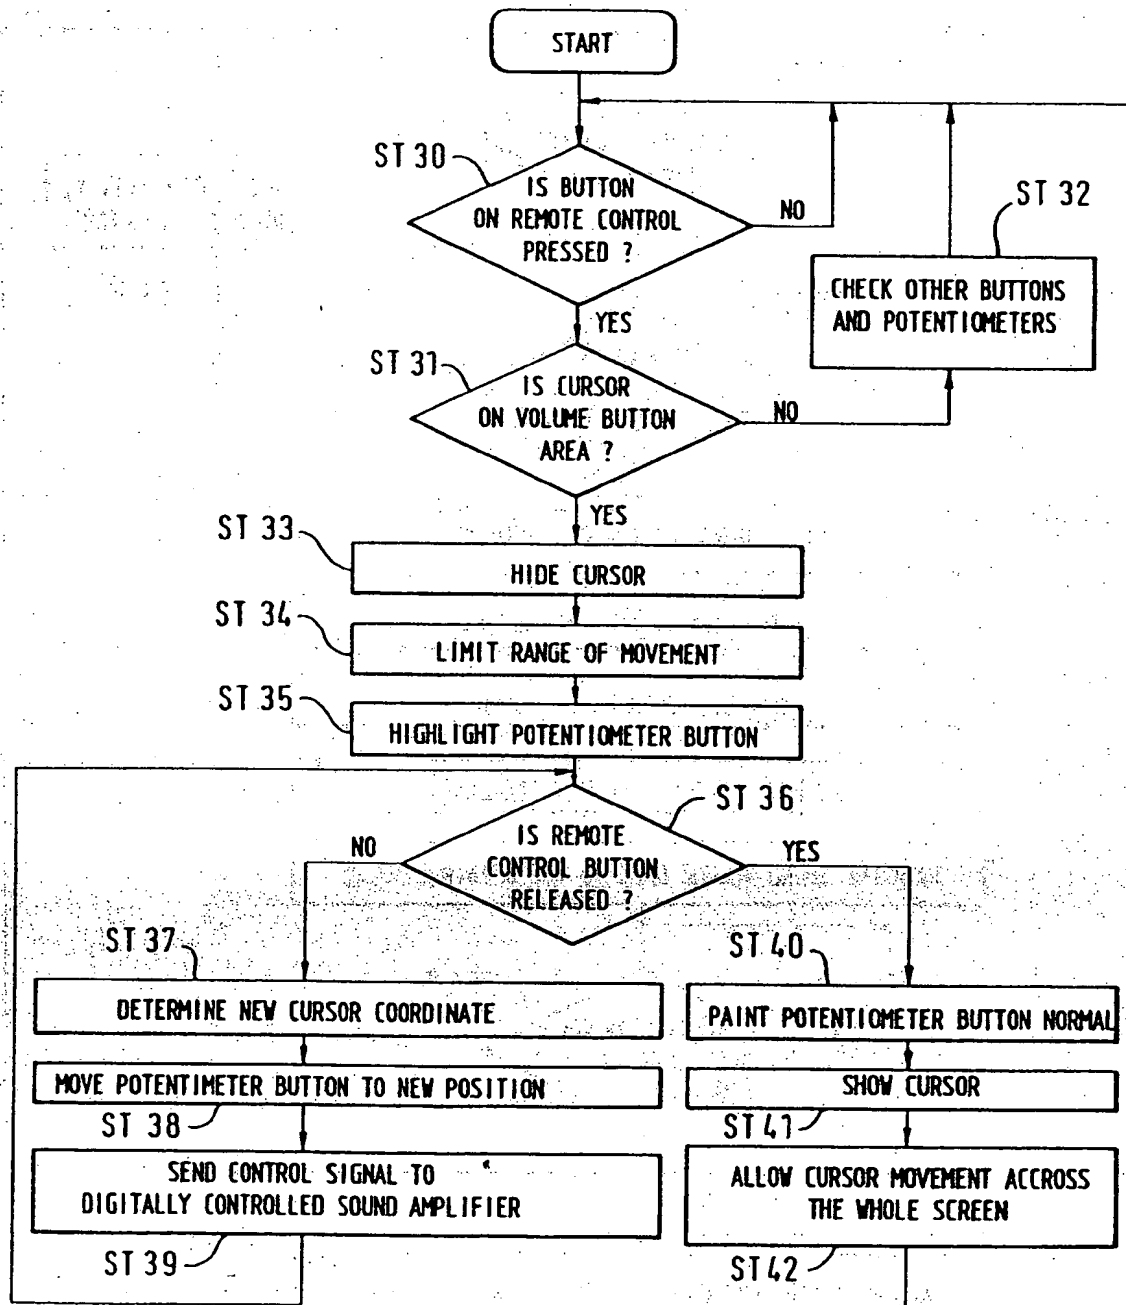 START
ST 30
IS BUTTON
ON REMOTE CONTROL
PRESSED ?
NO
ST 32
CHECK OTHER BUTTONS
AND POTENTIOMETERS
YES
ST 31
IS CURSOR
ON VOLUME BUTTON
AREA ?
NO
YES
ST 33
HIDE CURSOR
ST 34
LIMIT RANGE OF MOVEMENT
ST 35
HIGHLIGHT POTENTIOMETER BUTTON
ST 36
IS REMOTE
CONTROL BUTTON
RELEASED ?
NO
YES
ST 37
DETERMINE NEW CURSOR COORDINATE
MOVE POTENTIMETER BUTTON TO NEW POSITION
ST 38
SEND CONTROL SIGNAL TO
DIGITALLY CONTROLLED SOUND AMPLIFIER
ST 39
ST 40
PAINT POTENTIOMETER BUTTON NORMAL
SHOW CURSOR
ST 41
ALLOW CURSOR MOVEMENT ACCROSS
THE WHOLE SCREEN
ST 42